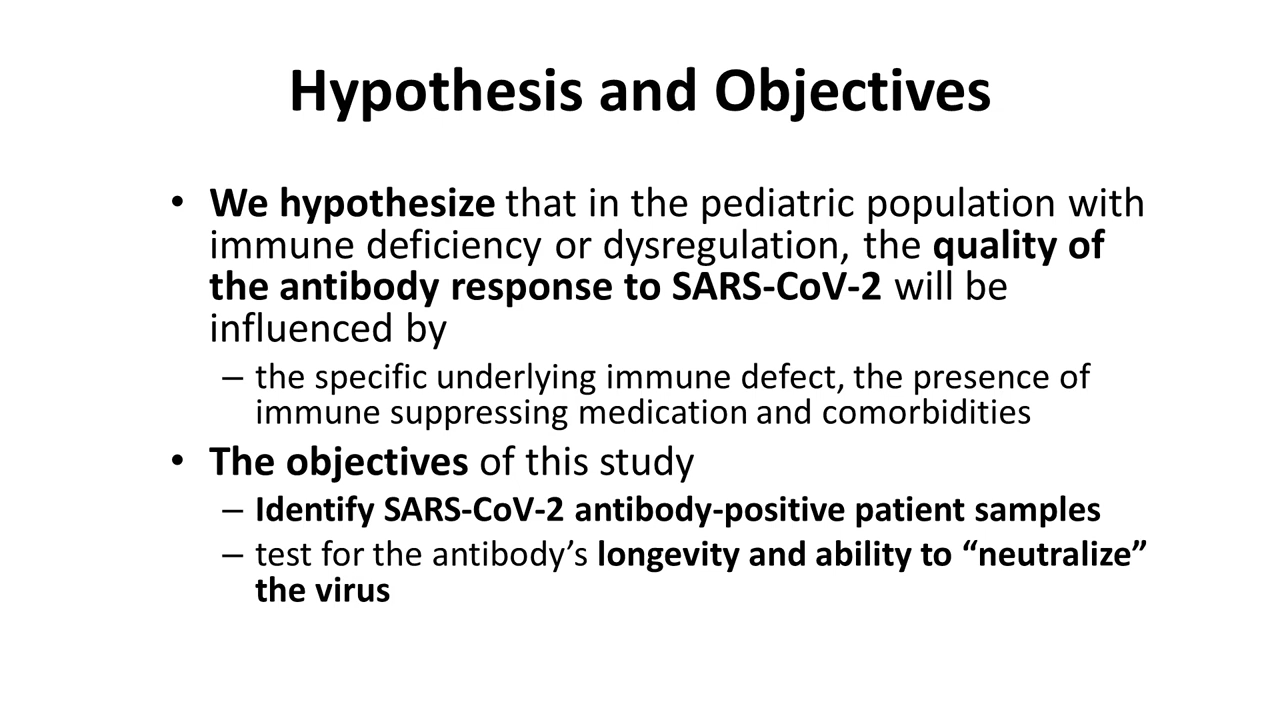 Hypothesis and Objectives
• We hypothesize that in the pediatric population with
immune deficiency or dysregulation, the quality of
the antibody response to SARS-CoV-2 will be
influenced by
– the specific underlying immune defect, the presence of
immune suppressing medication and comorbidities
• The objectives of this study
– Identify SARS-CoV-2 antibody-positive patient samples
– test for the antibody’s longevity and ability to “neutralize”
the virus